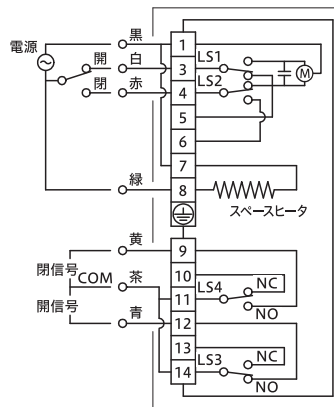 電源
黒
開 白
閉 赤
緑
1
3
4
5
6
7
8
LS1
LS2
M
スペースヒータ
黄
閉信号
COM 茶
開信号
青
9
10
11
12
13
14
LS4
NC
NO
LS3
NC
NO